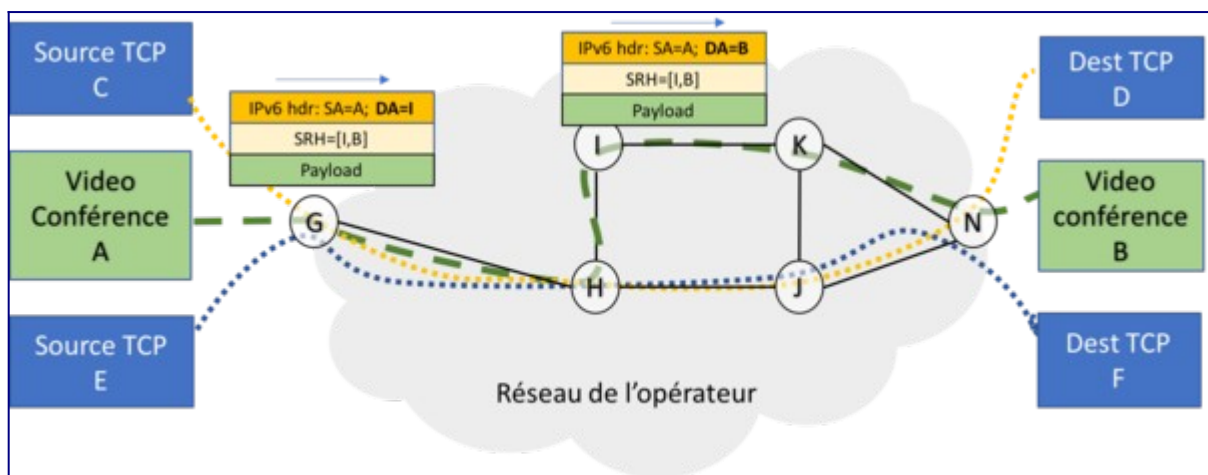 Source TCP
C
IPv6 hdr: SA=A; DA=I
SRH=[I,B]
Payload
IPv6 hdr: SA=A; DA=B
SRH=[I,B]
Payload
Dest TCP
D
Video
Conférence
A
G
I
K
N
H
J
Video
conférence
B
Source TCP
E
Dest TCP
F
Réseau de l'opérateur